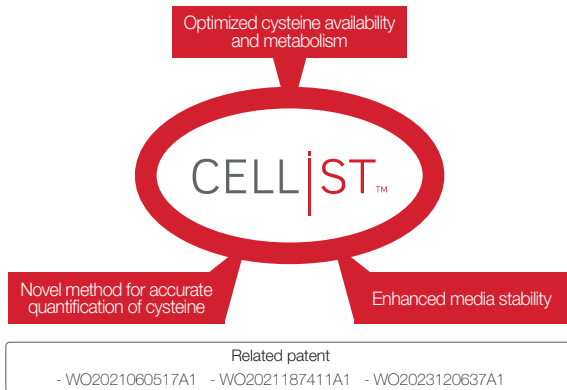 Optimized cysteine availability
and metabolism
CELLiST™
Novel method for accurate
quantification of cysteine
Enhanced media stability
Related patent
- WO2021060517A1 - WO2021187411A1 - WO2023120637A1